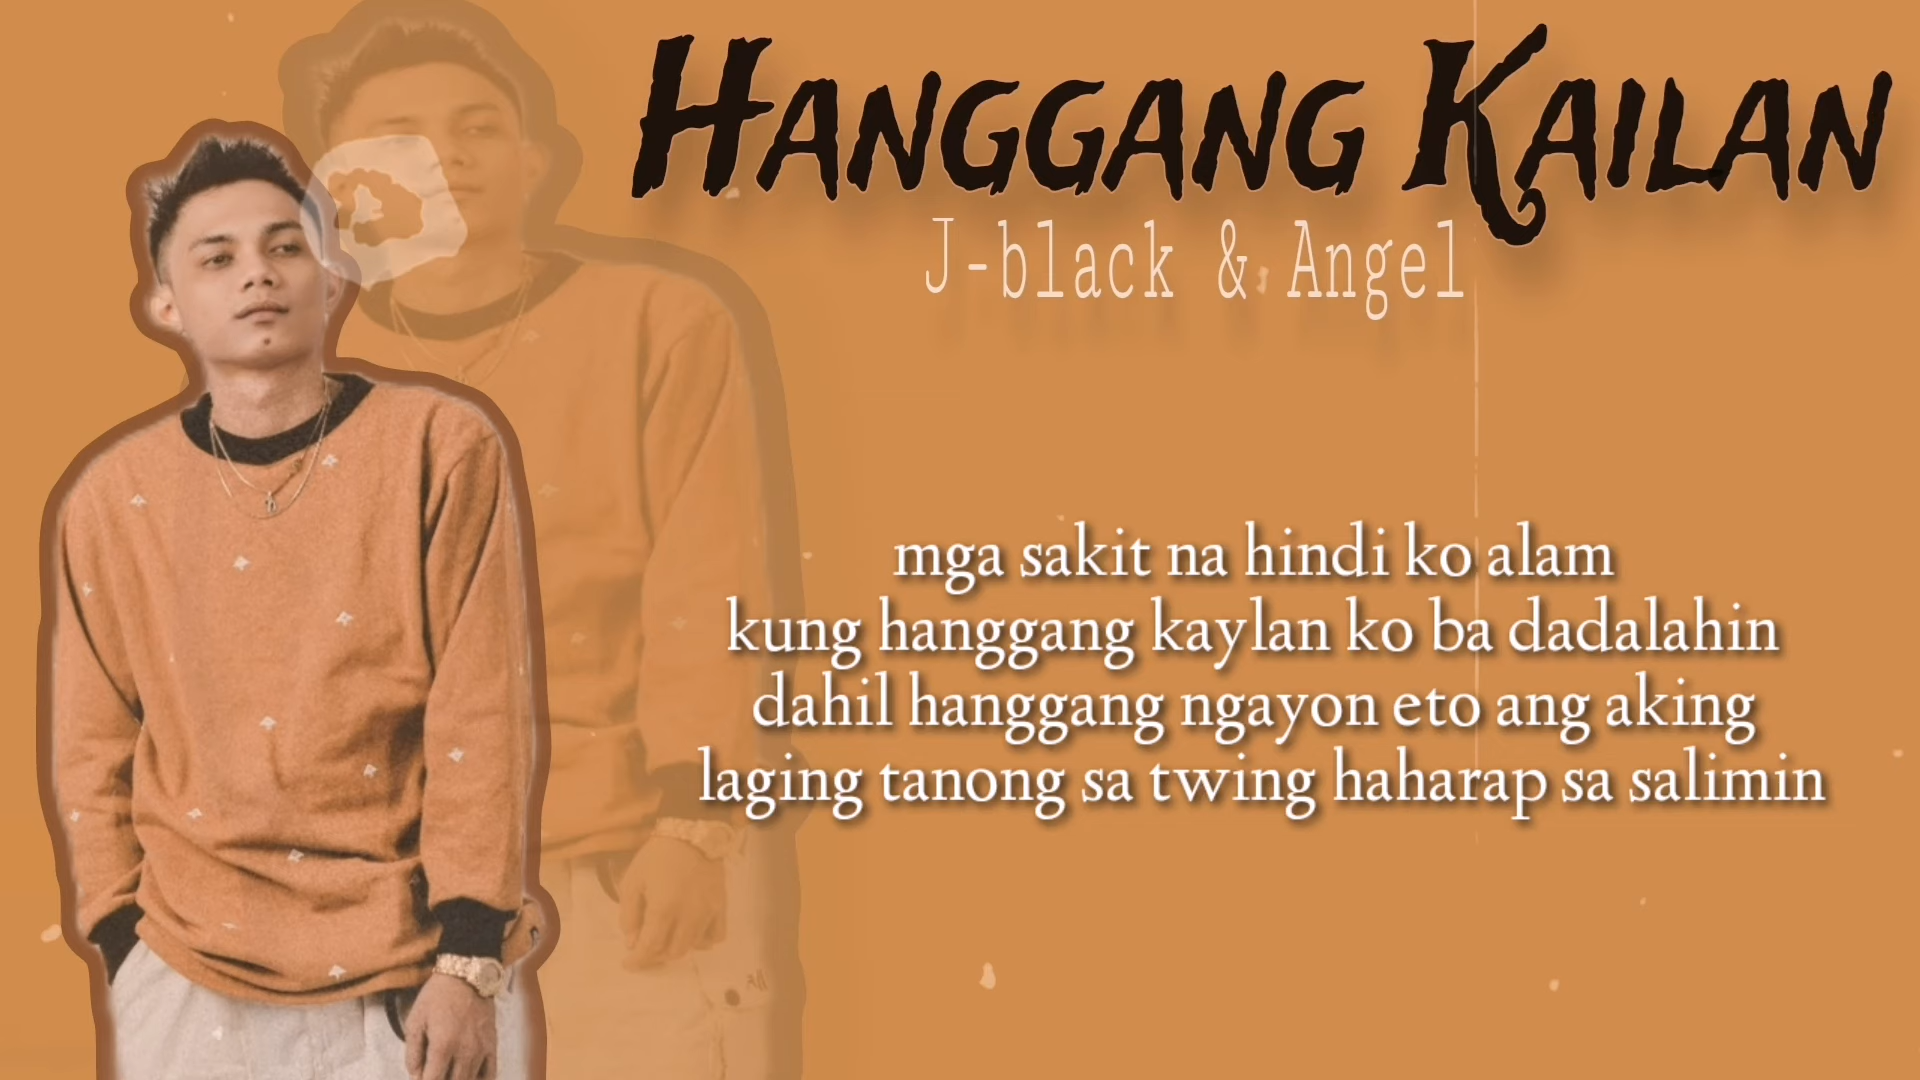 HANGGANG KAILAN
J-black & Angel
mga sakit na hindi ko alam
kung hanggang kaylan ko ba dadalahin
dahil hanggang ngayon eto ang aking
laging tanong sa twing haharap sa salimin